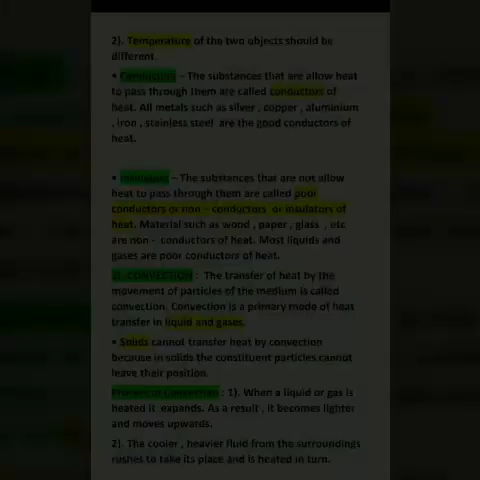 2). Temperature of the two objects should be
different.
• Conductors – The substances that are allow heat
to pass through them are called conductors of
heat. All metals such as silver , copper , aluminium
, iron , stainless steel are the good conductors of
heat.
• Insulators – The substances that are not allow
heat to pass through them are called poor
conductors or non – conductors or insulators of
heat. Material such as wood , paper , glass , etc
are non - conductors of heat. Most liquids and
gases are poor conductors of heat.
CONVECTION : The transfer of heat by the
movement of particles of the medium is called
convection. Convection is a primary mode of heat
transfer in liquid and gases.
• Solids cannot transfer heat by convection
because in solids the constituent particles cannot
leave their position.
Convection : 1). When a liquid or gas is
heated it expands. As a result , it becomes lighter
and moves upwards.
2). The cooler , heavier fluid from the surroundings
rushes to take its place and is heated in turn.